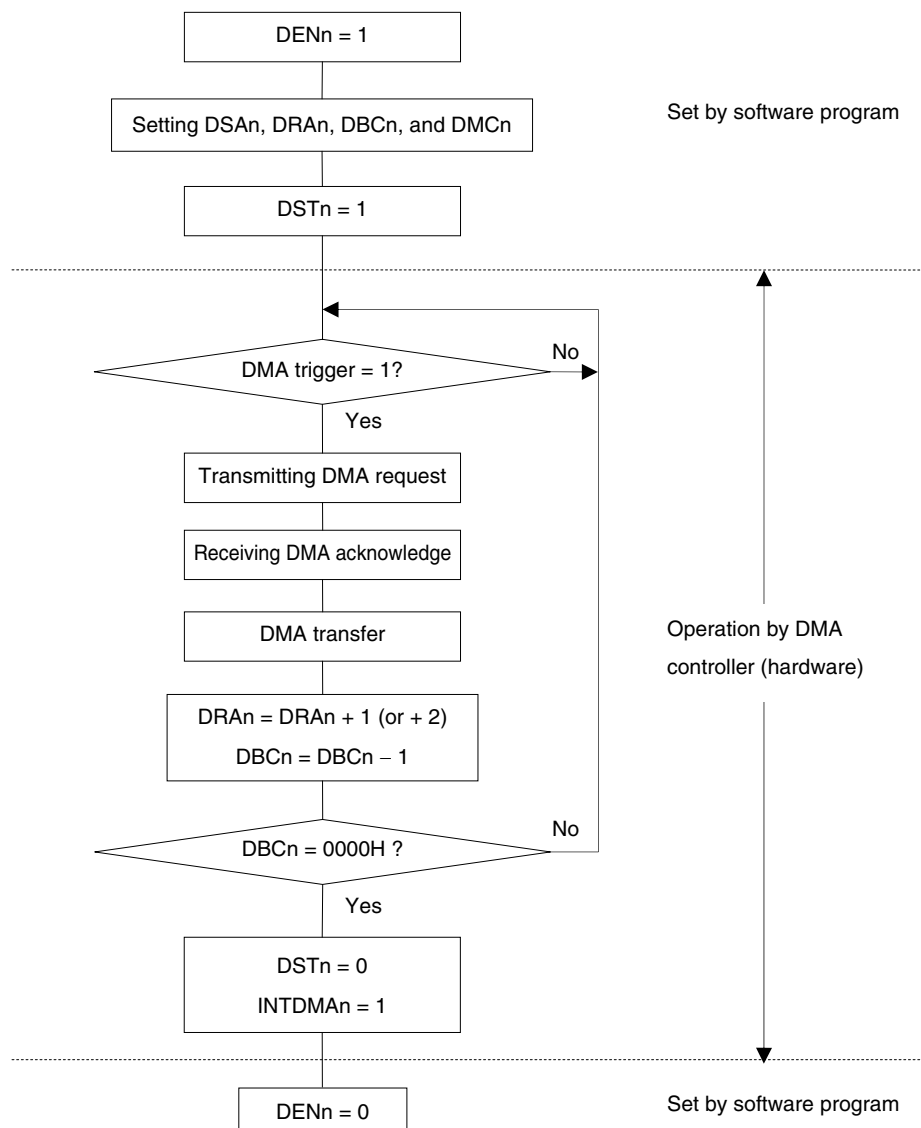 DENn = 1
Setting DSAn, DRAn, DBCn, and DMCn
Set by software program
DSTn = 1
DMA trigger = 1?
No
Yes
Transmitting DMA request
Receiving DMA acknowledge
DMA transfer
Operation by DMA
controller (hardware)
DRAn = DRAn + 1 (or + 2)
DBCn = DBCn − 1
DBCn = 0000H ?
No
Yes
DSTn = 0
INTDMAn = 1
DENn = 0
Set by software program